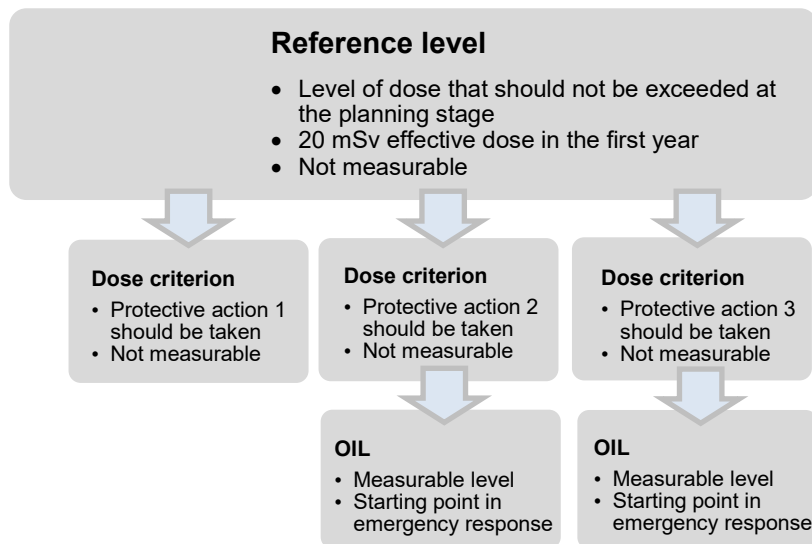 Reference level
• Level of dose that should not be exceeded at
the planning stage
• 20 mSv effective dose in the first year
• Not measurable
Dose criterion
• Protective action 1
should be taken
• Not measurable
Dose criterion
• Protective action 2
should be taken
• Not measurable
Dose criterion
• Protective action 3
should be taken
• Not measurable
OIL
• Measurable level
• Starting point in
emergency response
OIL
• Measurable level
• Starting point in
emergency response